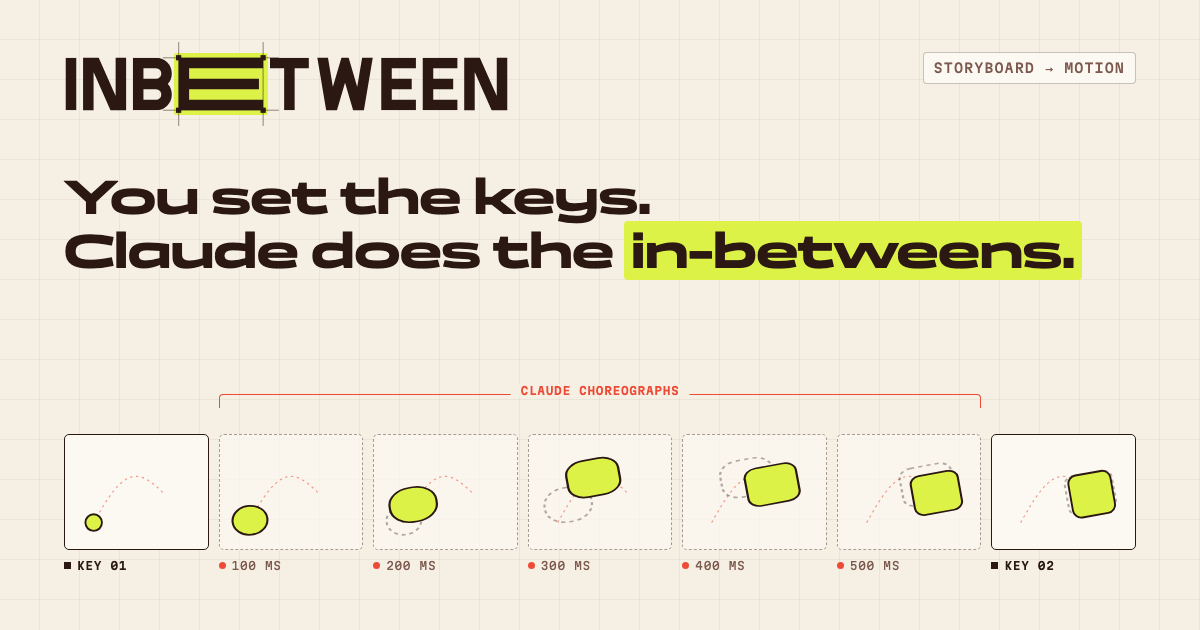 INBETWEEN
STORYBOARD → MOTION
You set the keys.
Claude does the in-betweens.
CLAUDE CHOREOGRAPHS
KEY 01
100 MS
200 MS
300 MS
400 MS
500 MS
KEY 02